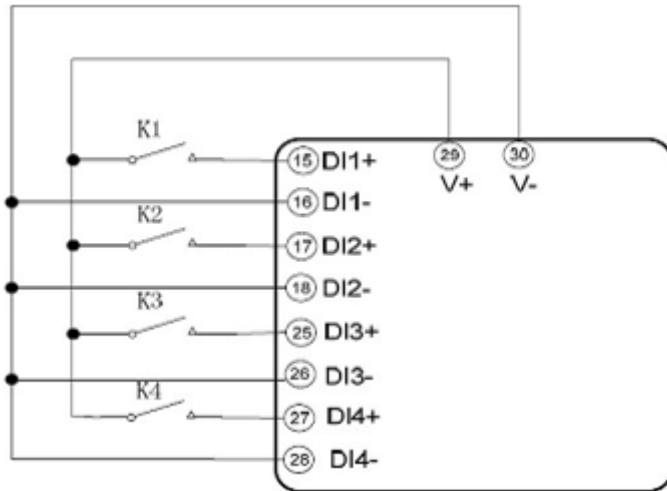 K1
15 DI1+
29
V+
30
V-
16 DI1-
K2
17 DI2+
18 DI2-
K3
25 DI3+
26 DI3-
K4
27 DI4+
28 DI4-